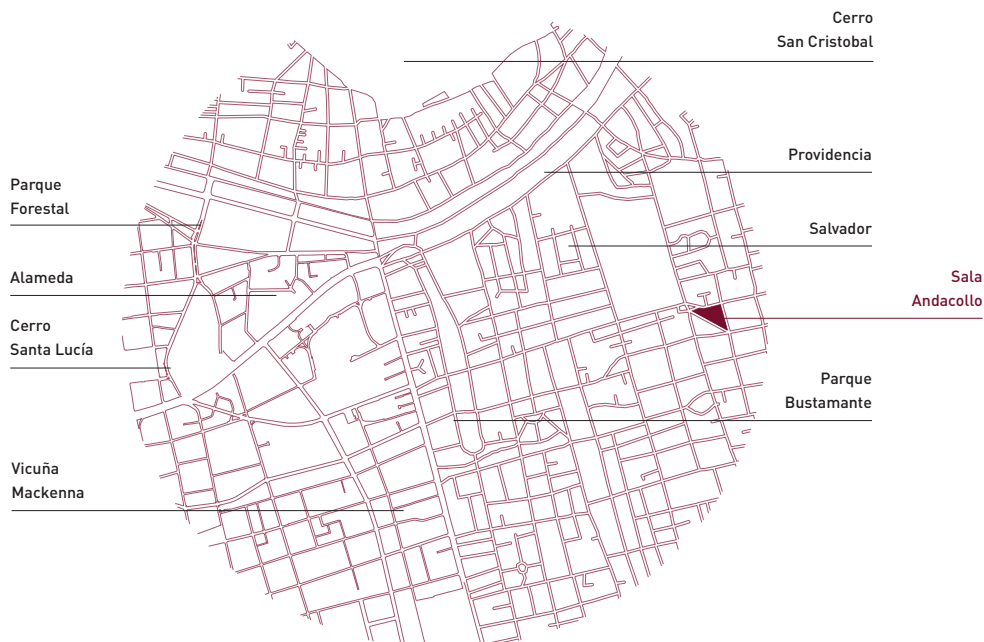 Cerro
San Cristobal
Providencia
Parque
Forestal
Salvador
Alameda
Sala
Andacollo
Cerro
Santa Lucía
Parque
Bustamante
Vicuña
Mackenna